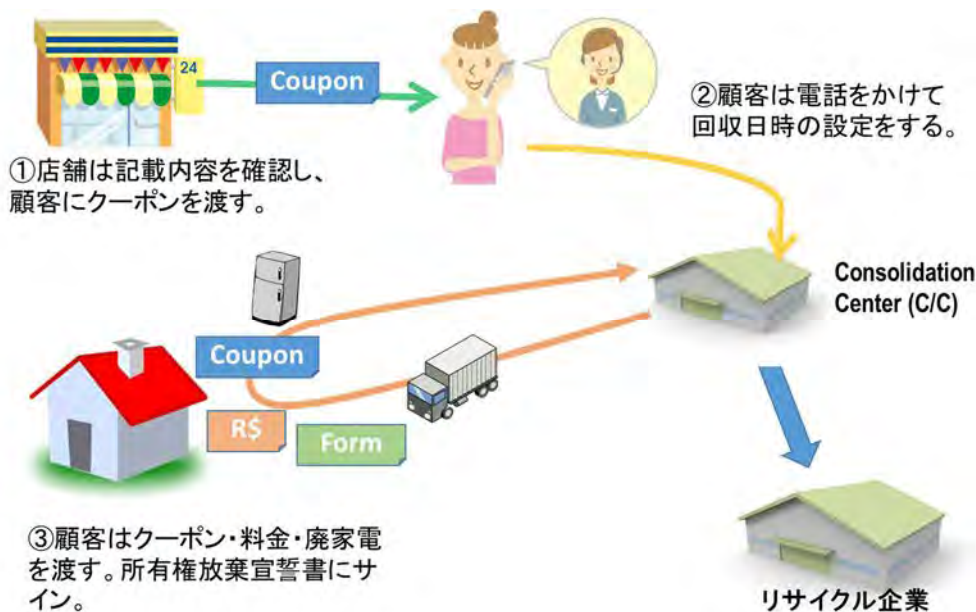 24
Coupon
①店舗は記載内容を確認し、
顧客にクーポンを渡す。
②顧客は電話をかけて
回収日時の設定をする。
Consolidation
Center (C/C)
Coupon
R$
Form
③顧客はクーポン・料金・廃家電
を渡す。所有権放棄宣誓書にサ
イン。
リサイクル企業